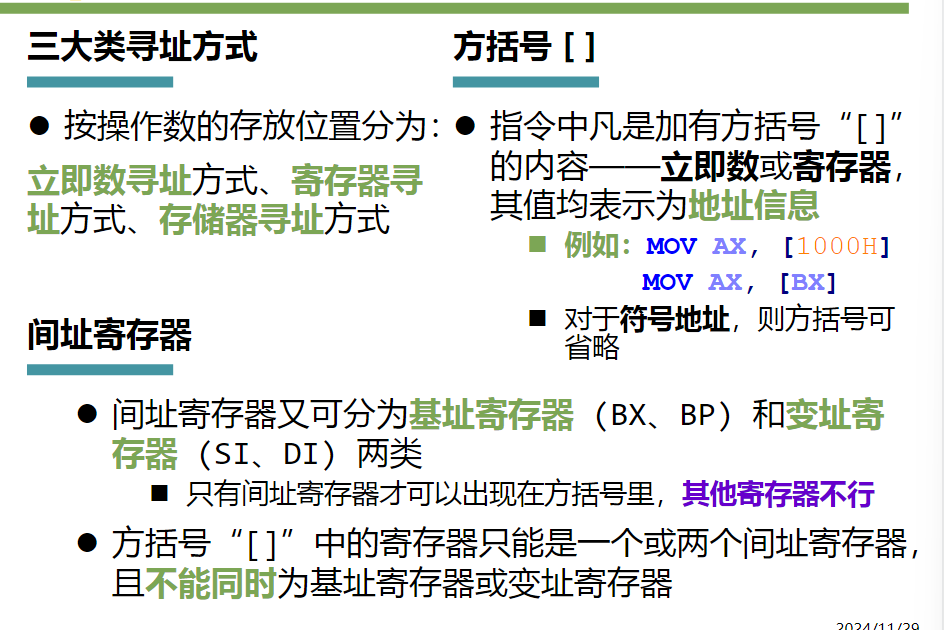 三大类寻址方式
按操作数的存放位置分为：
立即数寻址方式、寄存器寻
址方式、存储器寻址方式
方括号 [ ]
指令中凡是加有方括号“[]”
的内容——立即数或寄存器，
其值均表示为地址信息
例如：MOV AX, [1000H]
MOV AX, [BX]
对于符号地址，则方括号可
省略
间址寄存器
间址寄存器又可分为基址寄存器（BX、BP）和变址寄
存器（SI、DI）两类
只有间址寄存器才可以出现在方括号里，其他寄存器不行
方括号“[]”中的寄存器只能是一个或两个间址寄存器，
且不能同时为基址寄存器或变址寄存器
2024/11/29